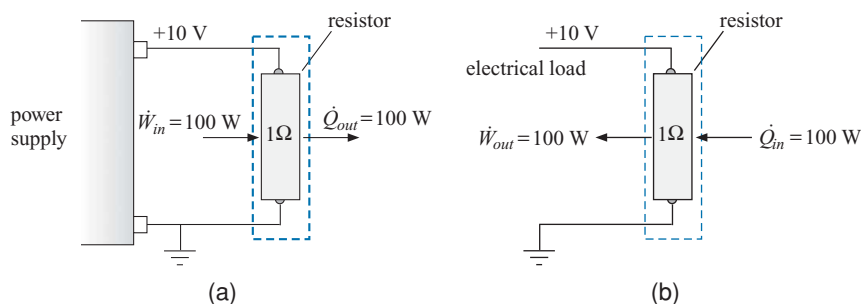 +10 V
resistor
power
supply
Ẇin = 100 W
1Ω
Q̇out = 100 W
(a)
+10 V
resistor
electrical load
Ẇout = 100 W
1Ω
Q̇in = 100 W
(b)